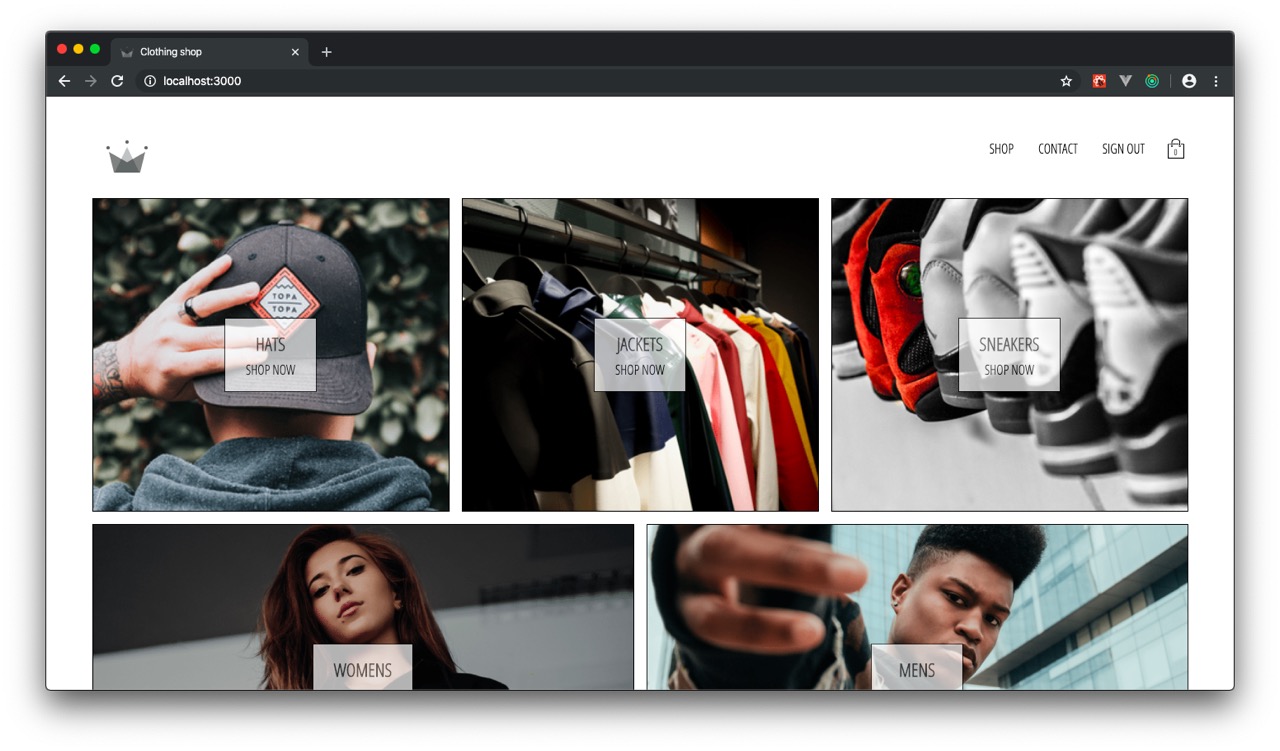 Clothing shop
localhost:3000
SHOP CONTACT SIGN OUT 0
TOPA
TOPA
HATS
SHOP NOW
JACKETS
SHOP NOW
SNEAKERS
SHOP NOW
WOMENS
MENS